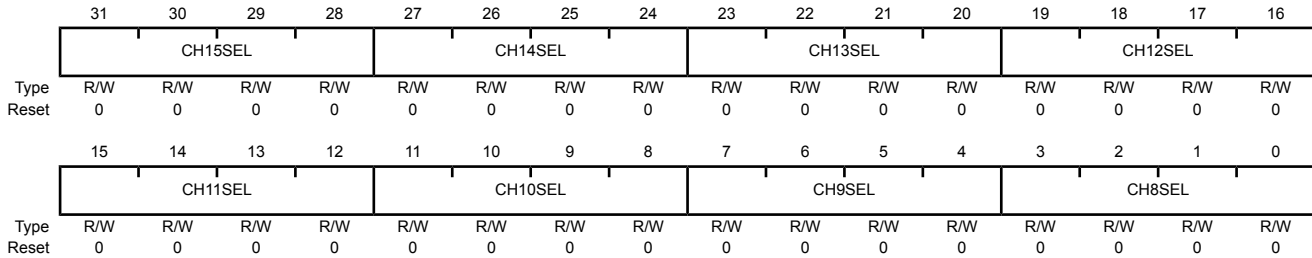 31 30 29 28 27 26 25 24 23 22 21 20 19 18 17 16
CH15SEL CH14SEL CH13SEL CH12SEL
Type R/W R/W R/W R/W R/W R/W R/W R/W R/W R/W R/W R/W R/W R/W R/W R/W
Reset 0 0 0 0 0 0 0 0 0 0 0 0 0 0 0 0
15 14 13 12 11 10 9 8 7 6 5 4 3 2 1 0
CH11SEL CH10SEL CH9SEL CH8SEL
Type R/W R/W R/W R/W R/W R/W R/W R/W R/W R/W R/W R/W R/W R/W R/W R/W
Reset 0 0 0 0 0 0 0 0 0 0 0 0 0 0 0 0